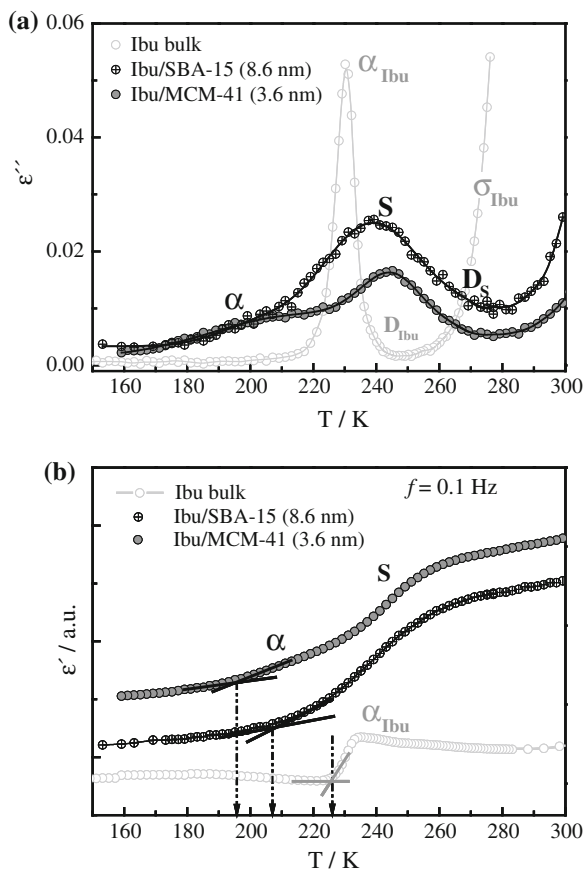 (a)
0.06
Ibu bulk
Ibu/SBA-15 (8.6 nm)
Ibu/MCM-41 (3.6 nm)
α_Ibu
0.04
ε´´
S
σ_Ibu
0.02
D_S
α
D_Ibu
0.00
160 180 200 220 240 260 280 300
T / K
(b)
Ibu bulk
f = 0.1 Hz
Ibu/SBA-15 (8.6 nm)
Ibu/MCM-41 (3.6 nm)
S
ε´ / a.u.
α
α_Ibu
160 180 200 220 240 260 280 300
T / K